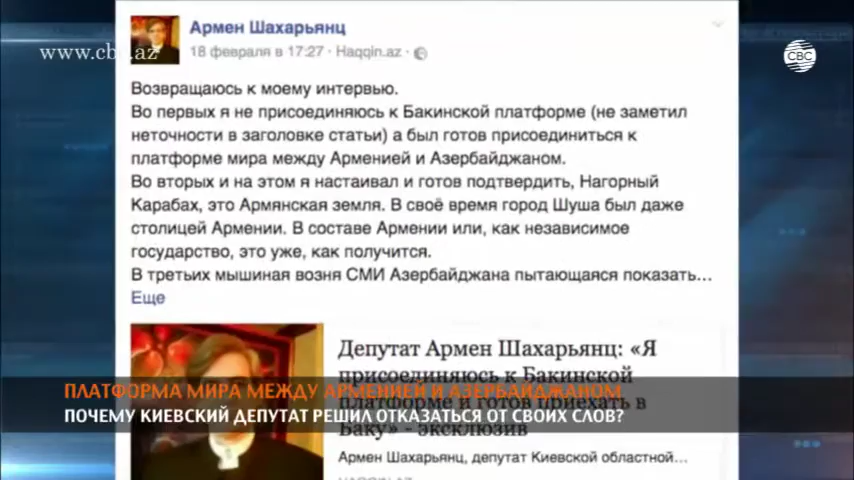 Армен Шахарьянц
18 февраля в 17:27 · Haqqin.az ·
www.cbc.az
CBC
Возвращаюсь к моему интервью.
Во первых я не присоединяюсь к Бакинской платформе (не заметил
неточности в заголовке статьи) а был готов присоединиться к
платформе мира между Арменией и Азербайджаном.
Во вторых и на этом я настаивал и готов подтвердить, Нагорный
Карабах, это Армянская земля. В своё время город Шуша был даже
столицей Армении. В составе Армении или, как независимое
государство, это уже, как получится.
В третьих мышиная возня СМИ Азербайджана пытающаяся показать...
Еще
Депутат Армен Шахарьянц: «Я
присоединяюсь к Бакинской
платформе и готов приехать в
Баку» - эксклюзив
ПЛАТФОРМА МИРА МЕЖДУ АРМЕНИЕЙ И АЗЕРБАЙДЖАНОМ
ПОЧЕМУ КИЕВСКИЙ ДЕПУТАТ РЕШИЛ ОТКАЗАТЬСЯ ОТ СВОИХ СЛОВ?
Армен Шахарьянц, депутат Киевской областной...